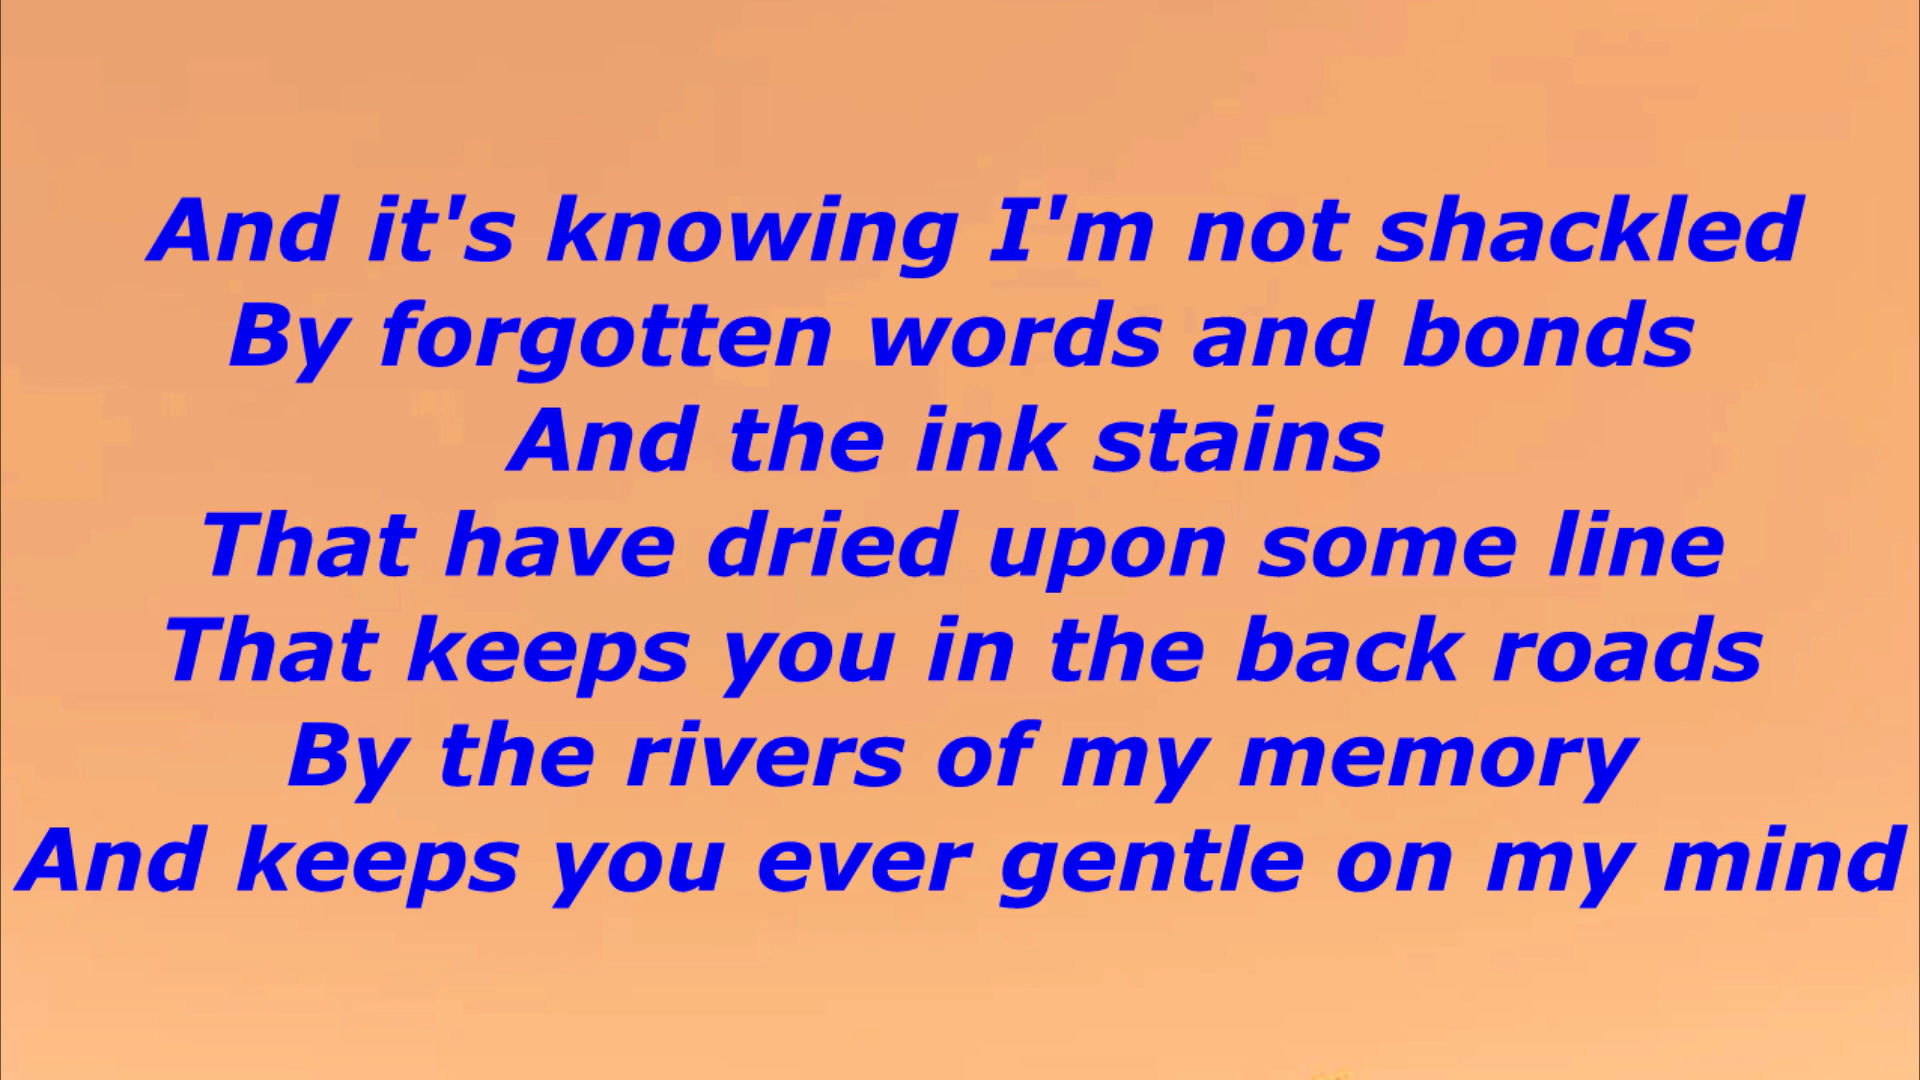 And it's knowing I'm not shackled
By forgotten words and bonds
And the ink stains
That have dried upon some line
That keeps you in the back roads
By the rivers of my memory
And keeps you ever gentle on my mind